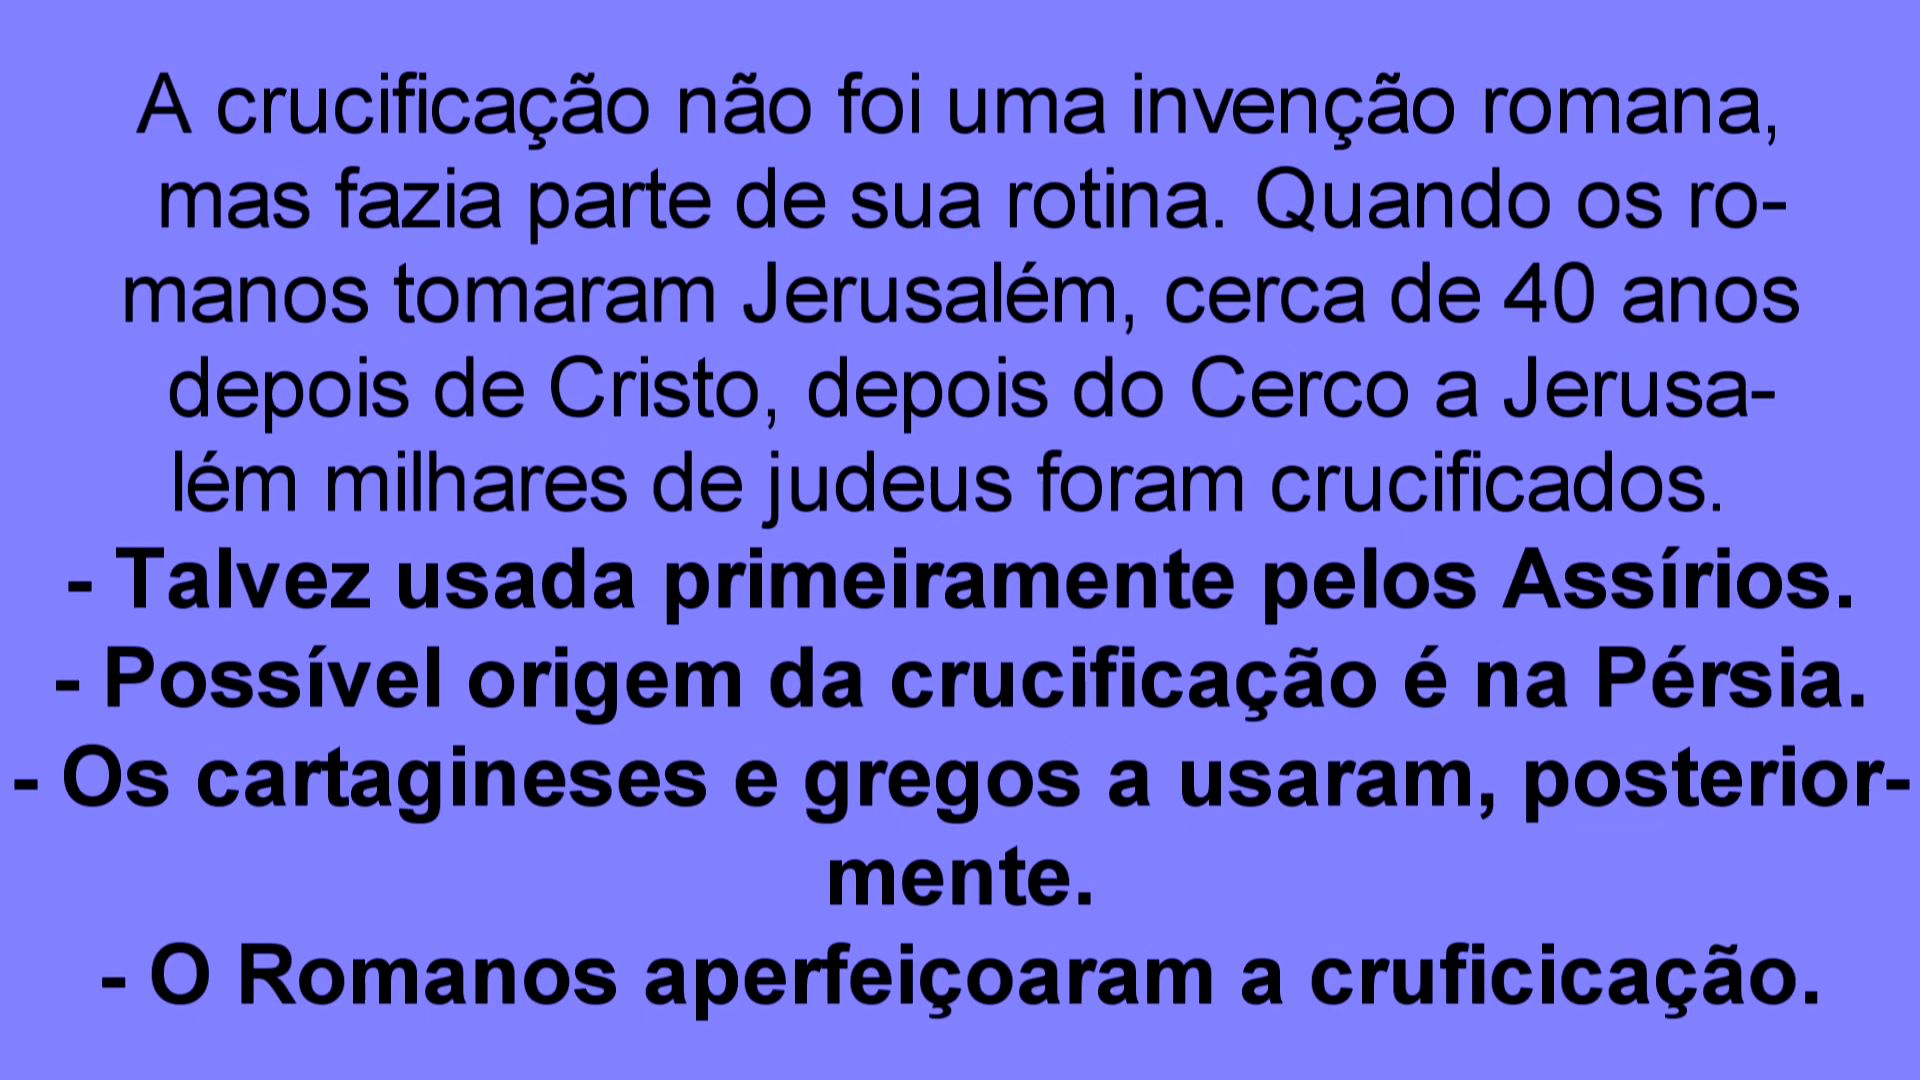 A crucificação não foi uma invenção romana,
mas fazia parte de sua rotina. Quando os ro-
manos tomaram Jerusalém, cerca de 40 anos
depois de Cristo, depois do Cerco a Jerusa-
lém milhares de judeus foram crucificados.
- Talvez usada primeiramente pelos Assírios.
- Possível origem da crucificação é na Pérsia.
- Os cartagineses e gregos a usaram, posterior-
mente.
- O Romanos aperfeiçoaram a cruficicação.